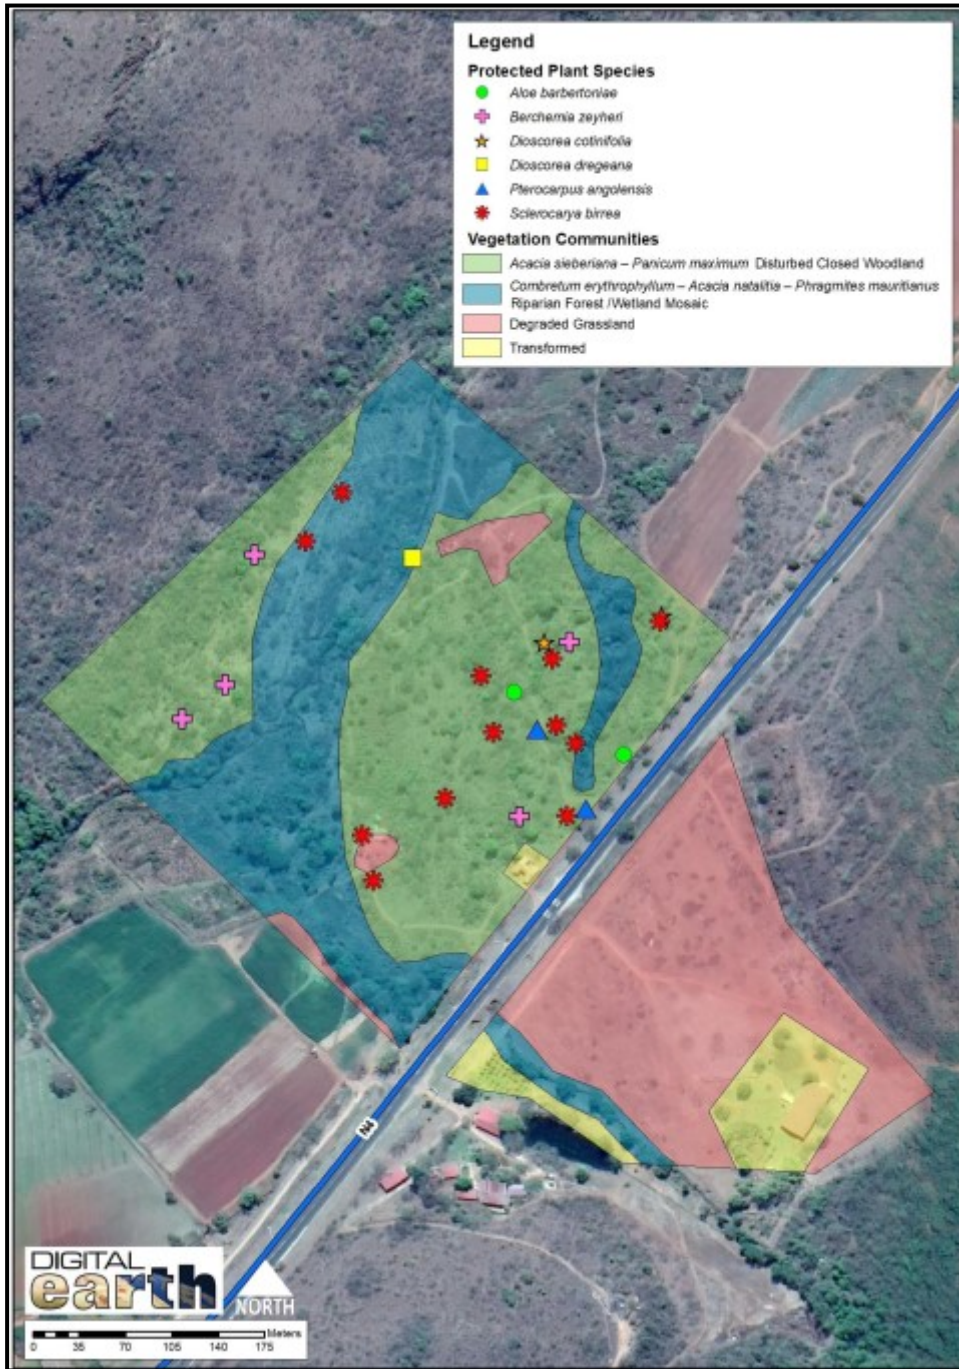 Legend
Protected Plant Species
Aloe barbertoniae
Berchemia zeyheri
Dioscorea cotinifolia
Dioscorea dregeana
Pterocarpus angolensis
Sclerocarya birrea
Vegetation Communities
Acacia sieberiana – Panicum maximum Disturbed Closed Woodland
Combretum erythrophyllum – Acacia natalitia – Phragmites mauritianus
Riparian Forest /Wetland Mosaic
Degraded Grassland
Transformed
N4
DIGITAL
earth
NORTH
Meters
0 35 70 105 140 175